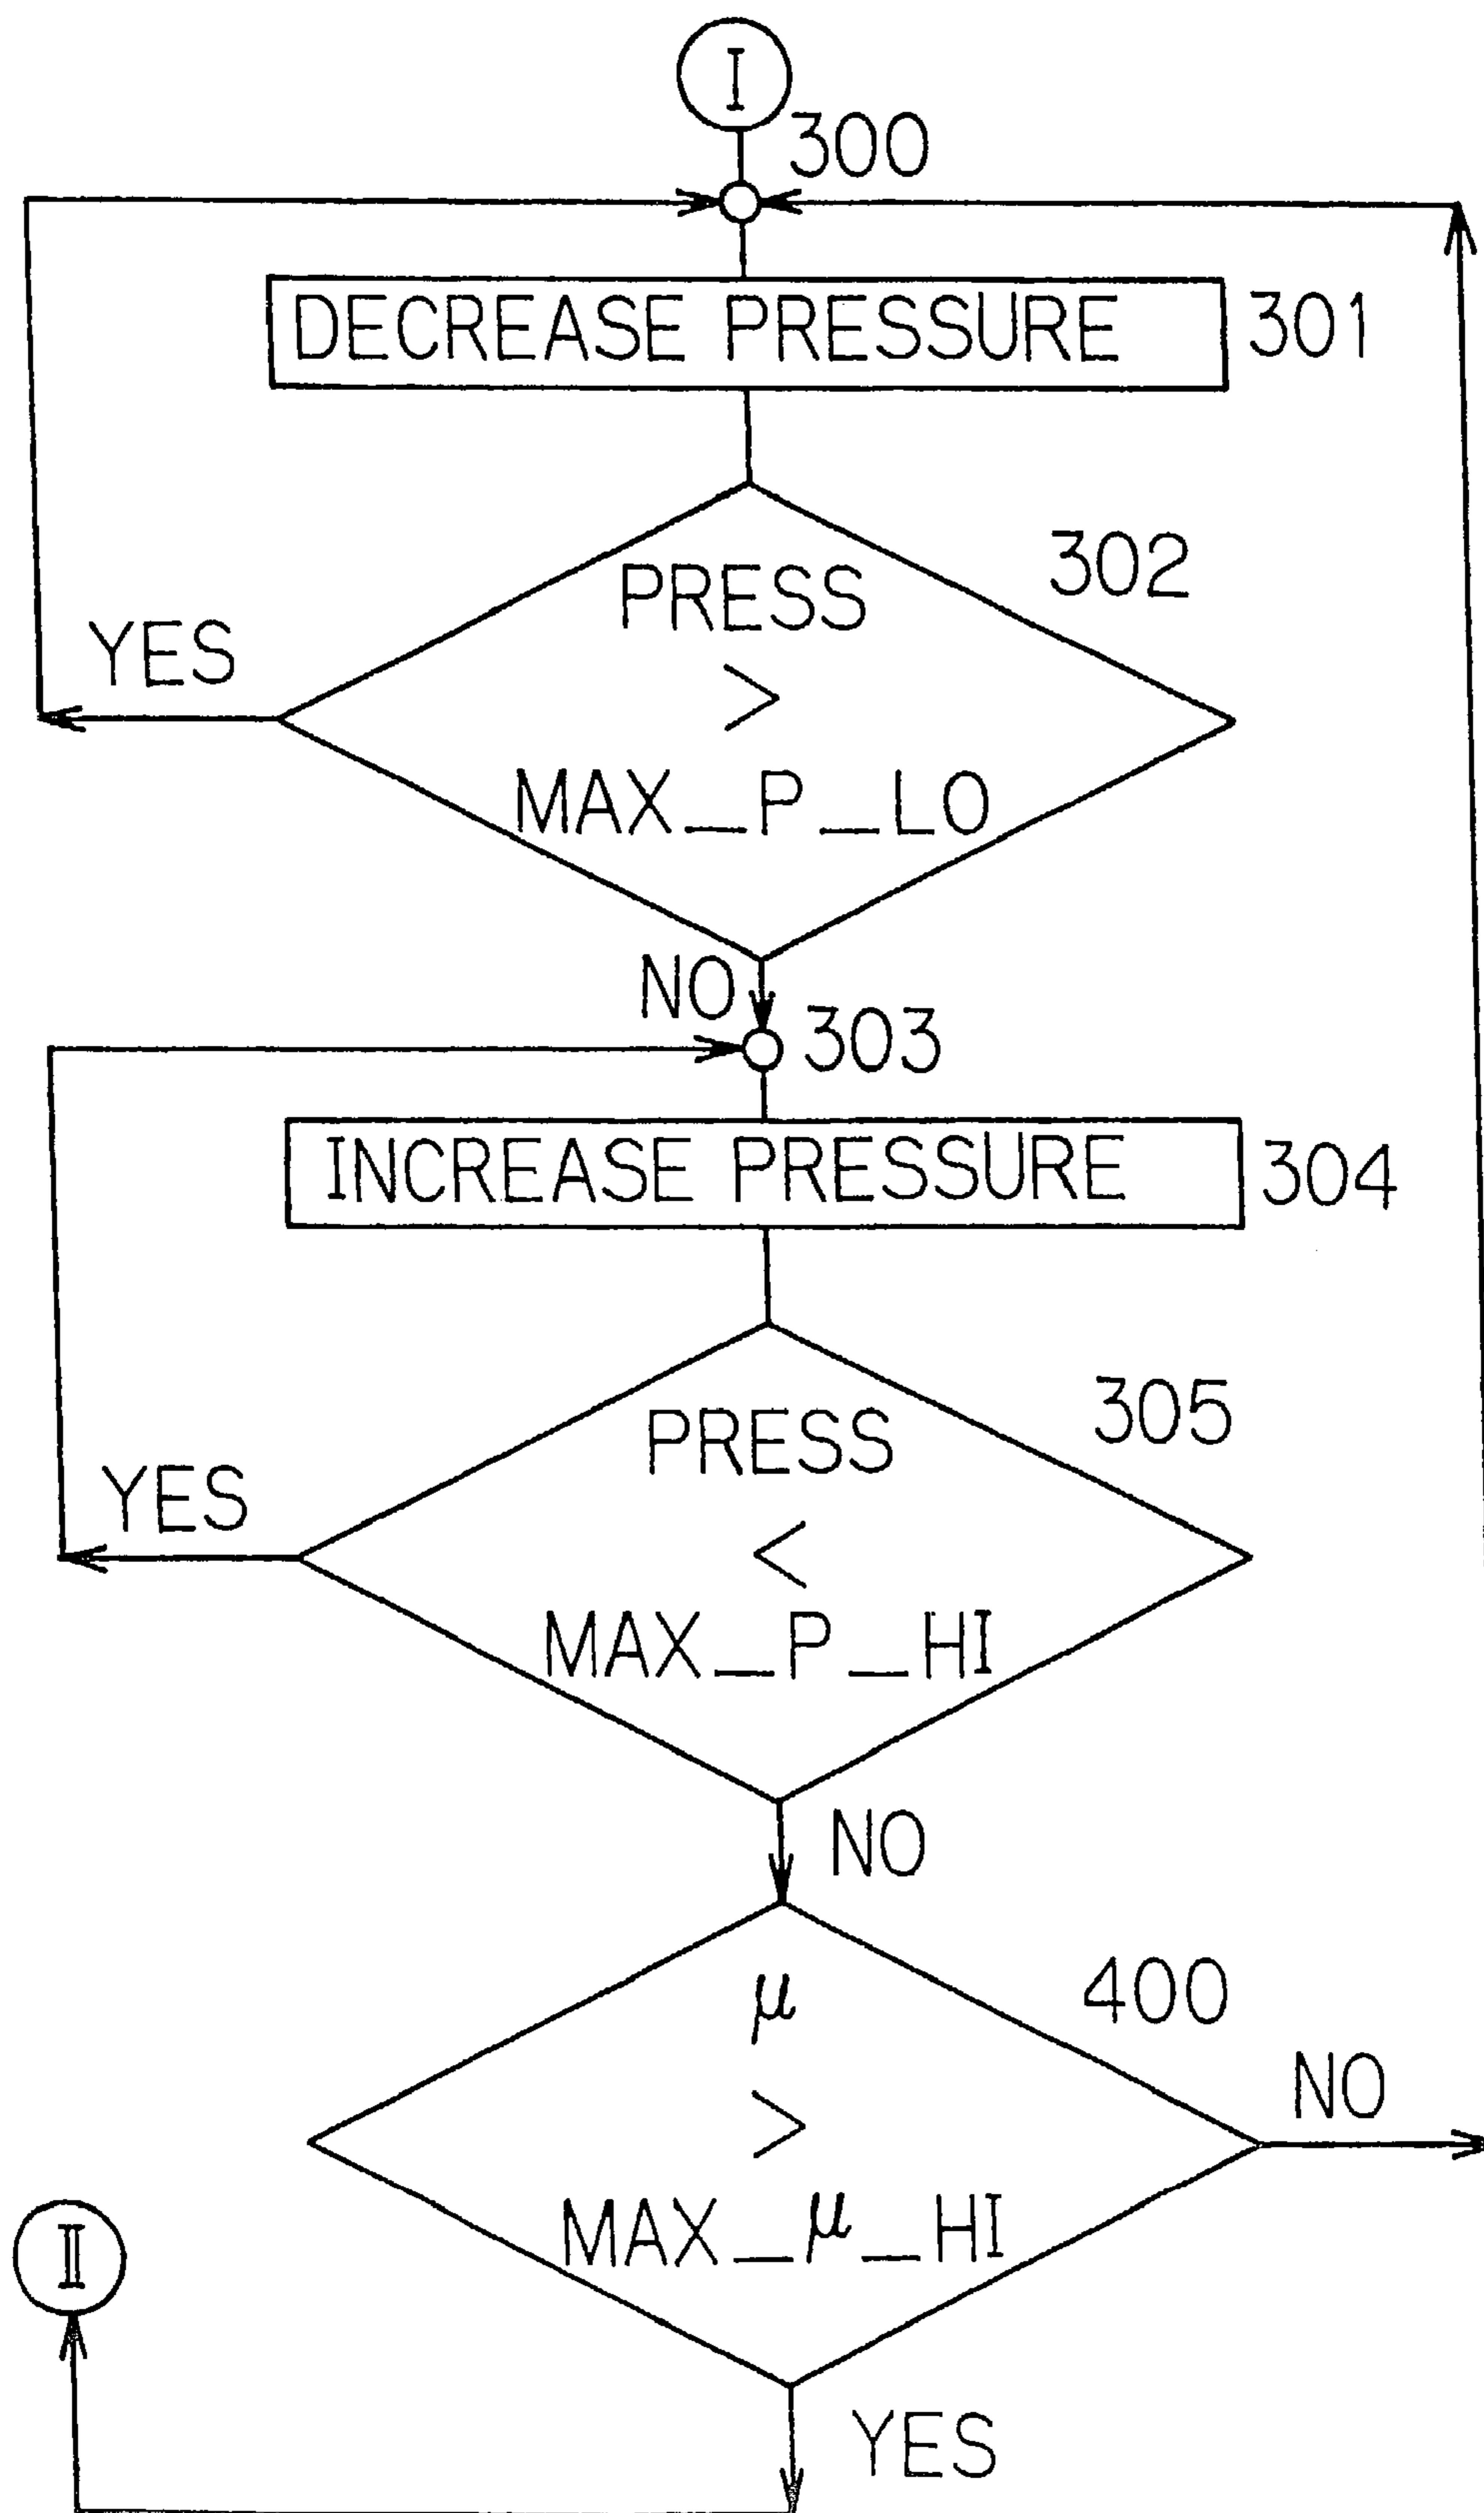 I
300
DECREASE PRESSURE
301
PRESS
>
MAX_P_LO
302
YES
NO
303
INCREASE PRESSURE
304
PRESS
<
MAX_P_HI
305
YES
NO
μ
>
MAX_μ_HI
400
NO
II
YES